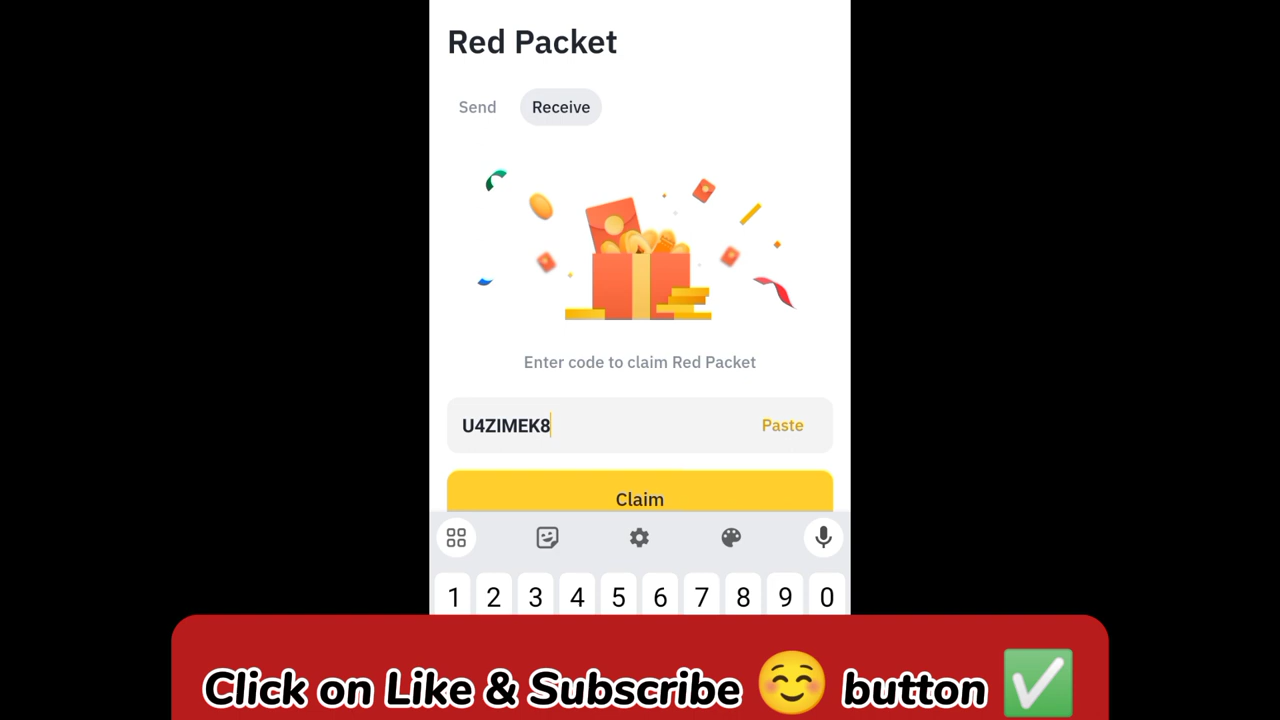 Red Packet
Send Receive
Enter code to claim Red Packet
U4ZIMEK8 Paste
Claim
1 2 3 4 5 6 7 8 9 0
Click on Like & Subscribe ☺️ button ✅